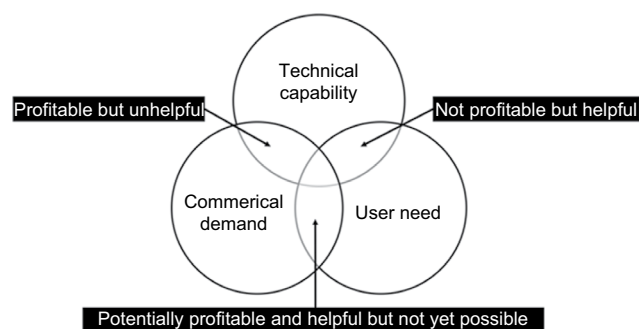 Technical
capability
Profitable but unhelpful
Not profitable but helpful
Commerical
demand
User need
Potentially profitable and helpful but not yet possible